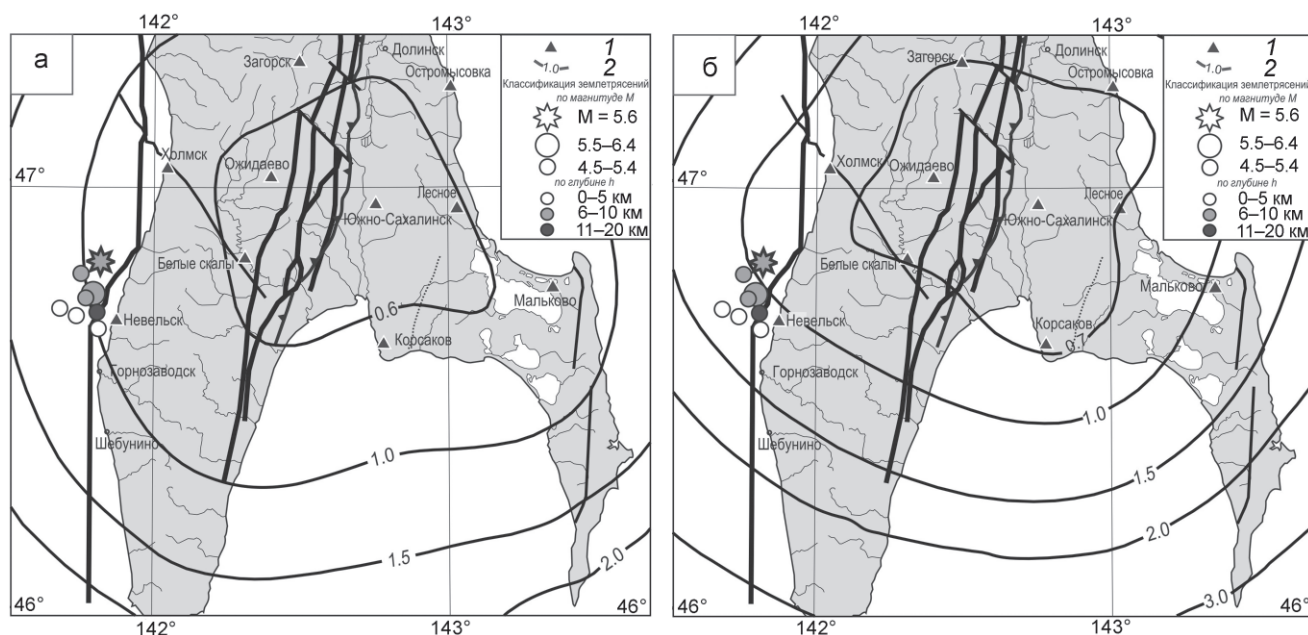 142°
143°
а
Загорск
Долинск
Остромысовка
1
1.0
2
Классификация землетрясений
по магнитуде М
М = 5.6
5.5–6.4
4.5–5.4
по глубине h
0–5 км
6–10 км
11–20 км
Холмск
47°
Ожидаево
Лесное
Южно-Сахалинск
Белые скалы
Мальково
0.6
Невельск
Корсаков
Горнозаводск
Шебунино
1.0
1.5
2.0
46°
46°
142°
143°
142°
143°
б
Загорск
Долинск
Остромысовка
1
1.0
2
Классификация землетрясений
по магнитуде М
М = 5.6
5.5–6.4
4.5–5.4
по глубине h
0–5 км
6–10 км
11–20 км
Холмск
47°
Ожидаево
Лесное
Южно-Сахалинск
Белые скалы
Мальково
Невельск
Корсаков
Горнозаводск
1.0
Шебунино
1.5
2.0
3.0
46°
46°
142°
143°